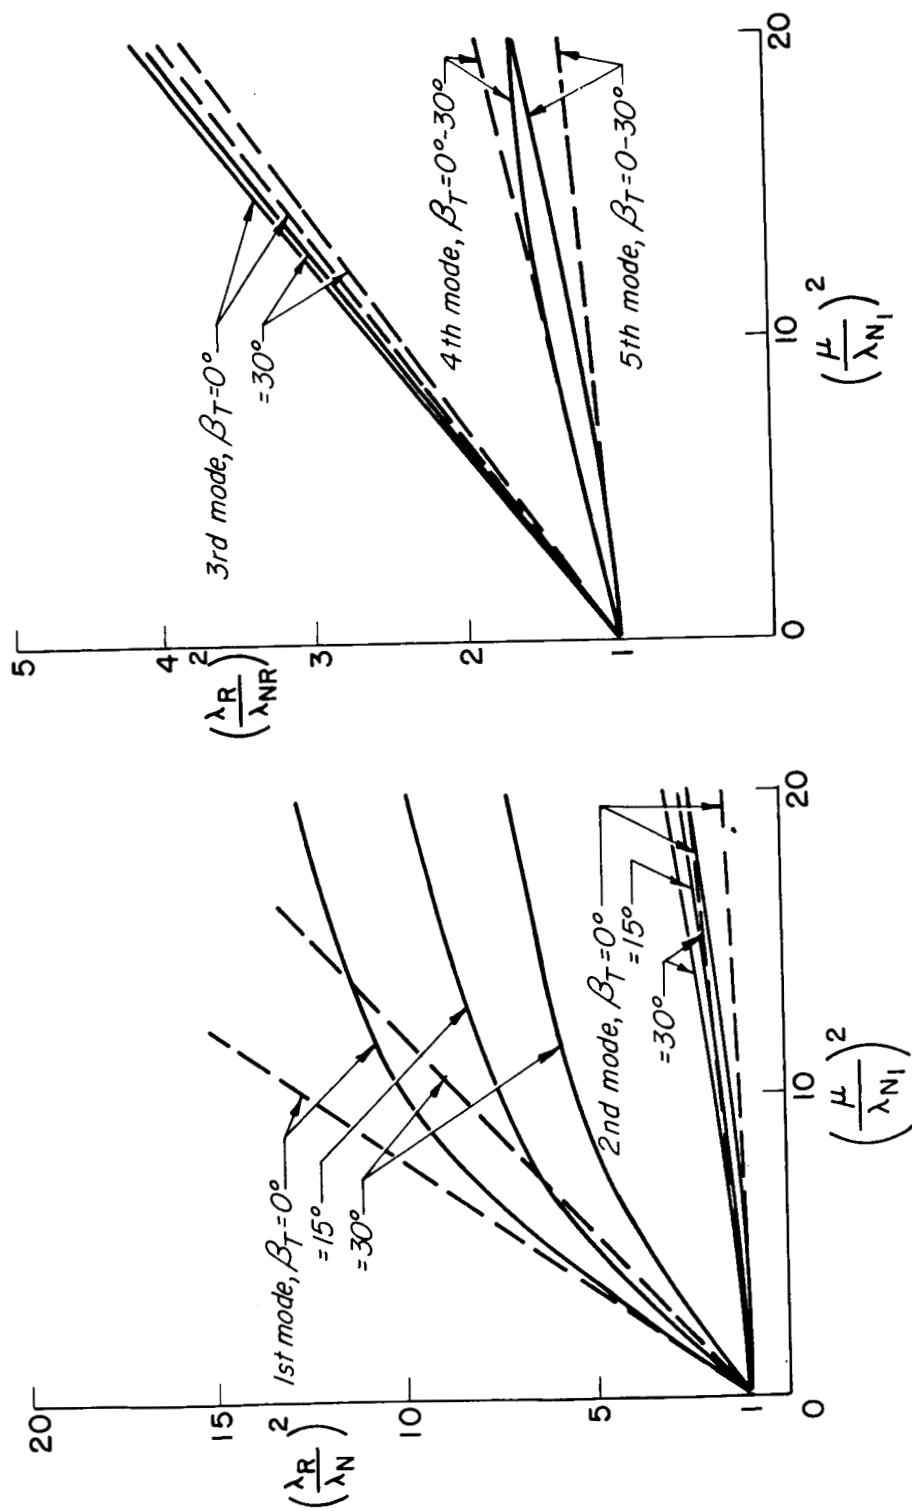 20
(λR/λN)²
10
5
1
0
10
20
(μ/λN1)²
1st mode, βT=0°
=15°
=30°
2nd mode, βT=0°
=15°
=30°
5
4
(λR/λNR)²
3
2
1
0
10
20
(μ/λN1)²
3rd mode, βT=0°
=30°
4th mode, βT=0°-30°
5th mode, βT=0-30°